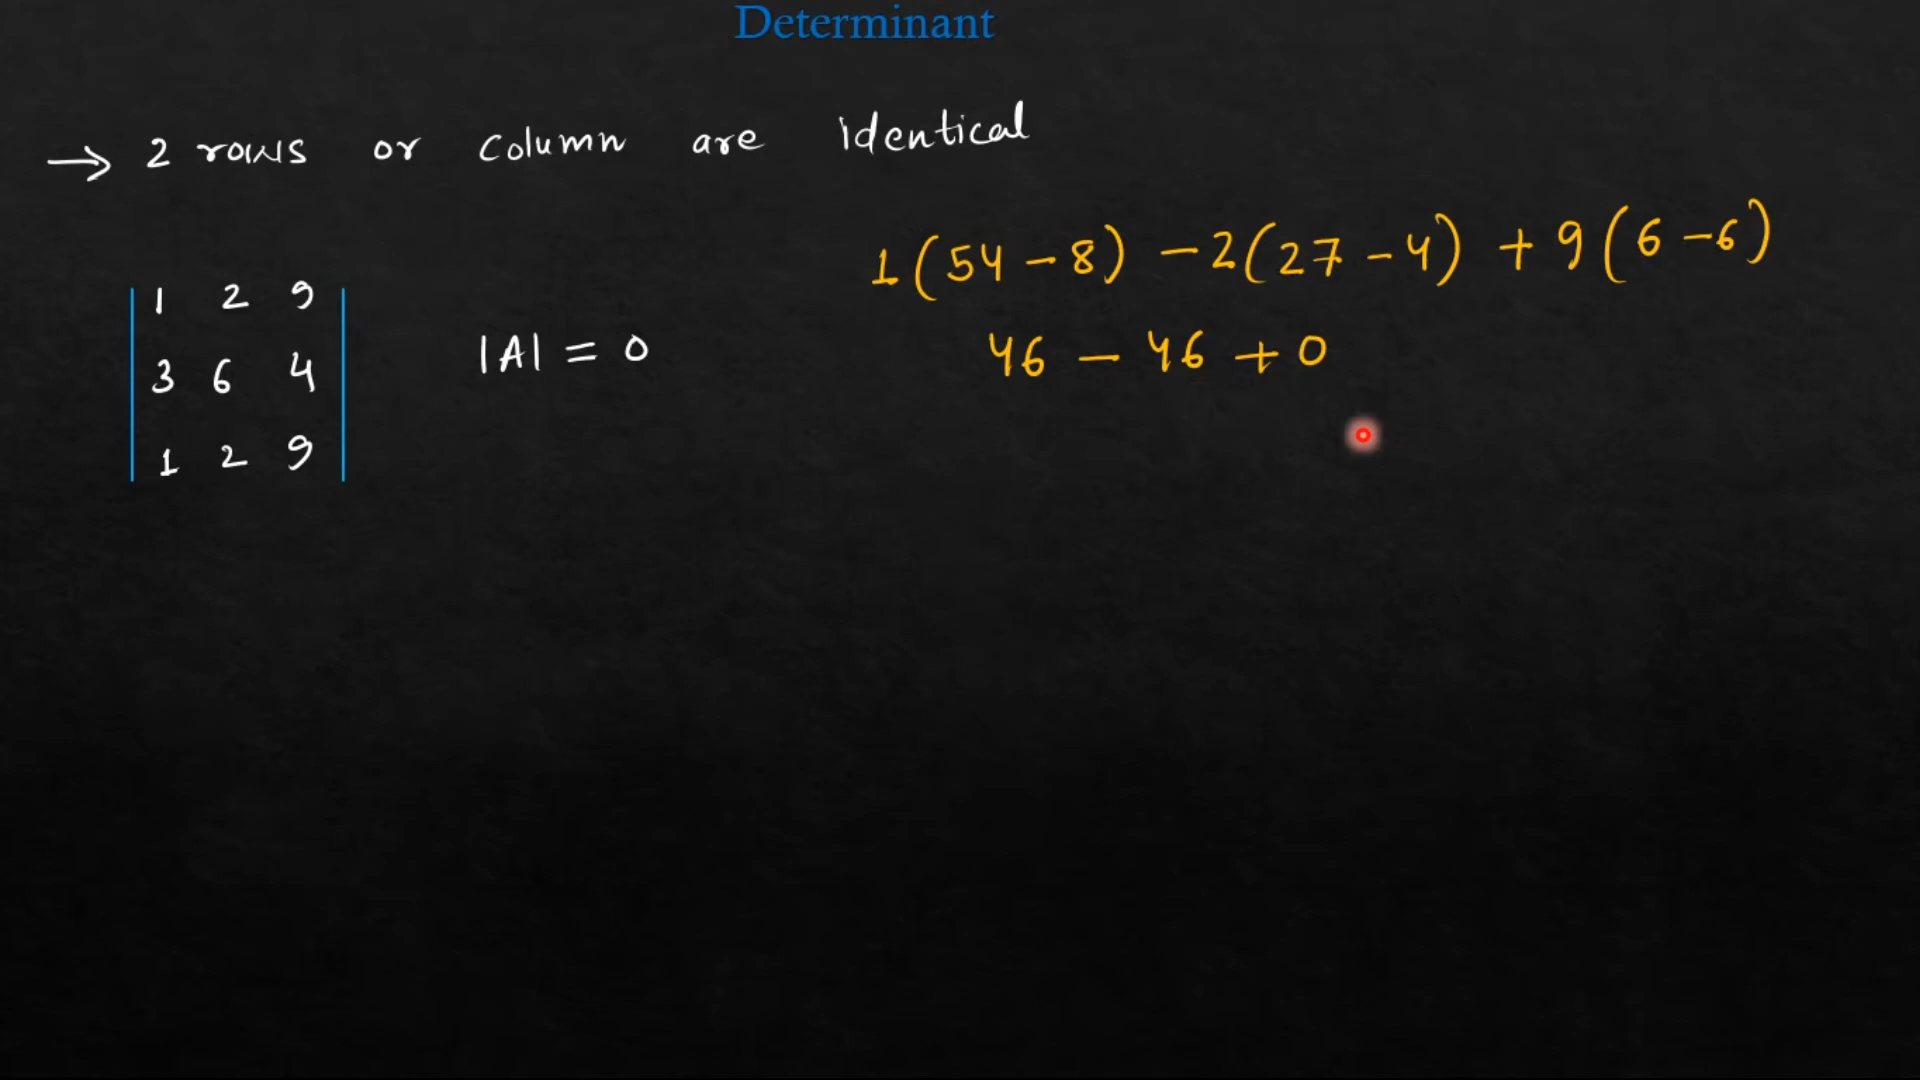 Determinant
→ 2 rows or column are identical
1(54-8) -2(27-4) +9(6-6)
1 2 9
3 6 4
1 2 9
|A| = 0
46 - 46 + 0